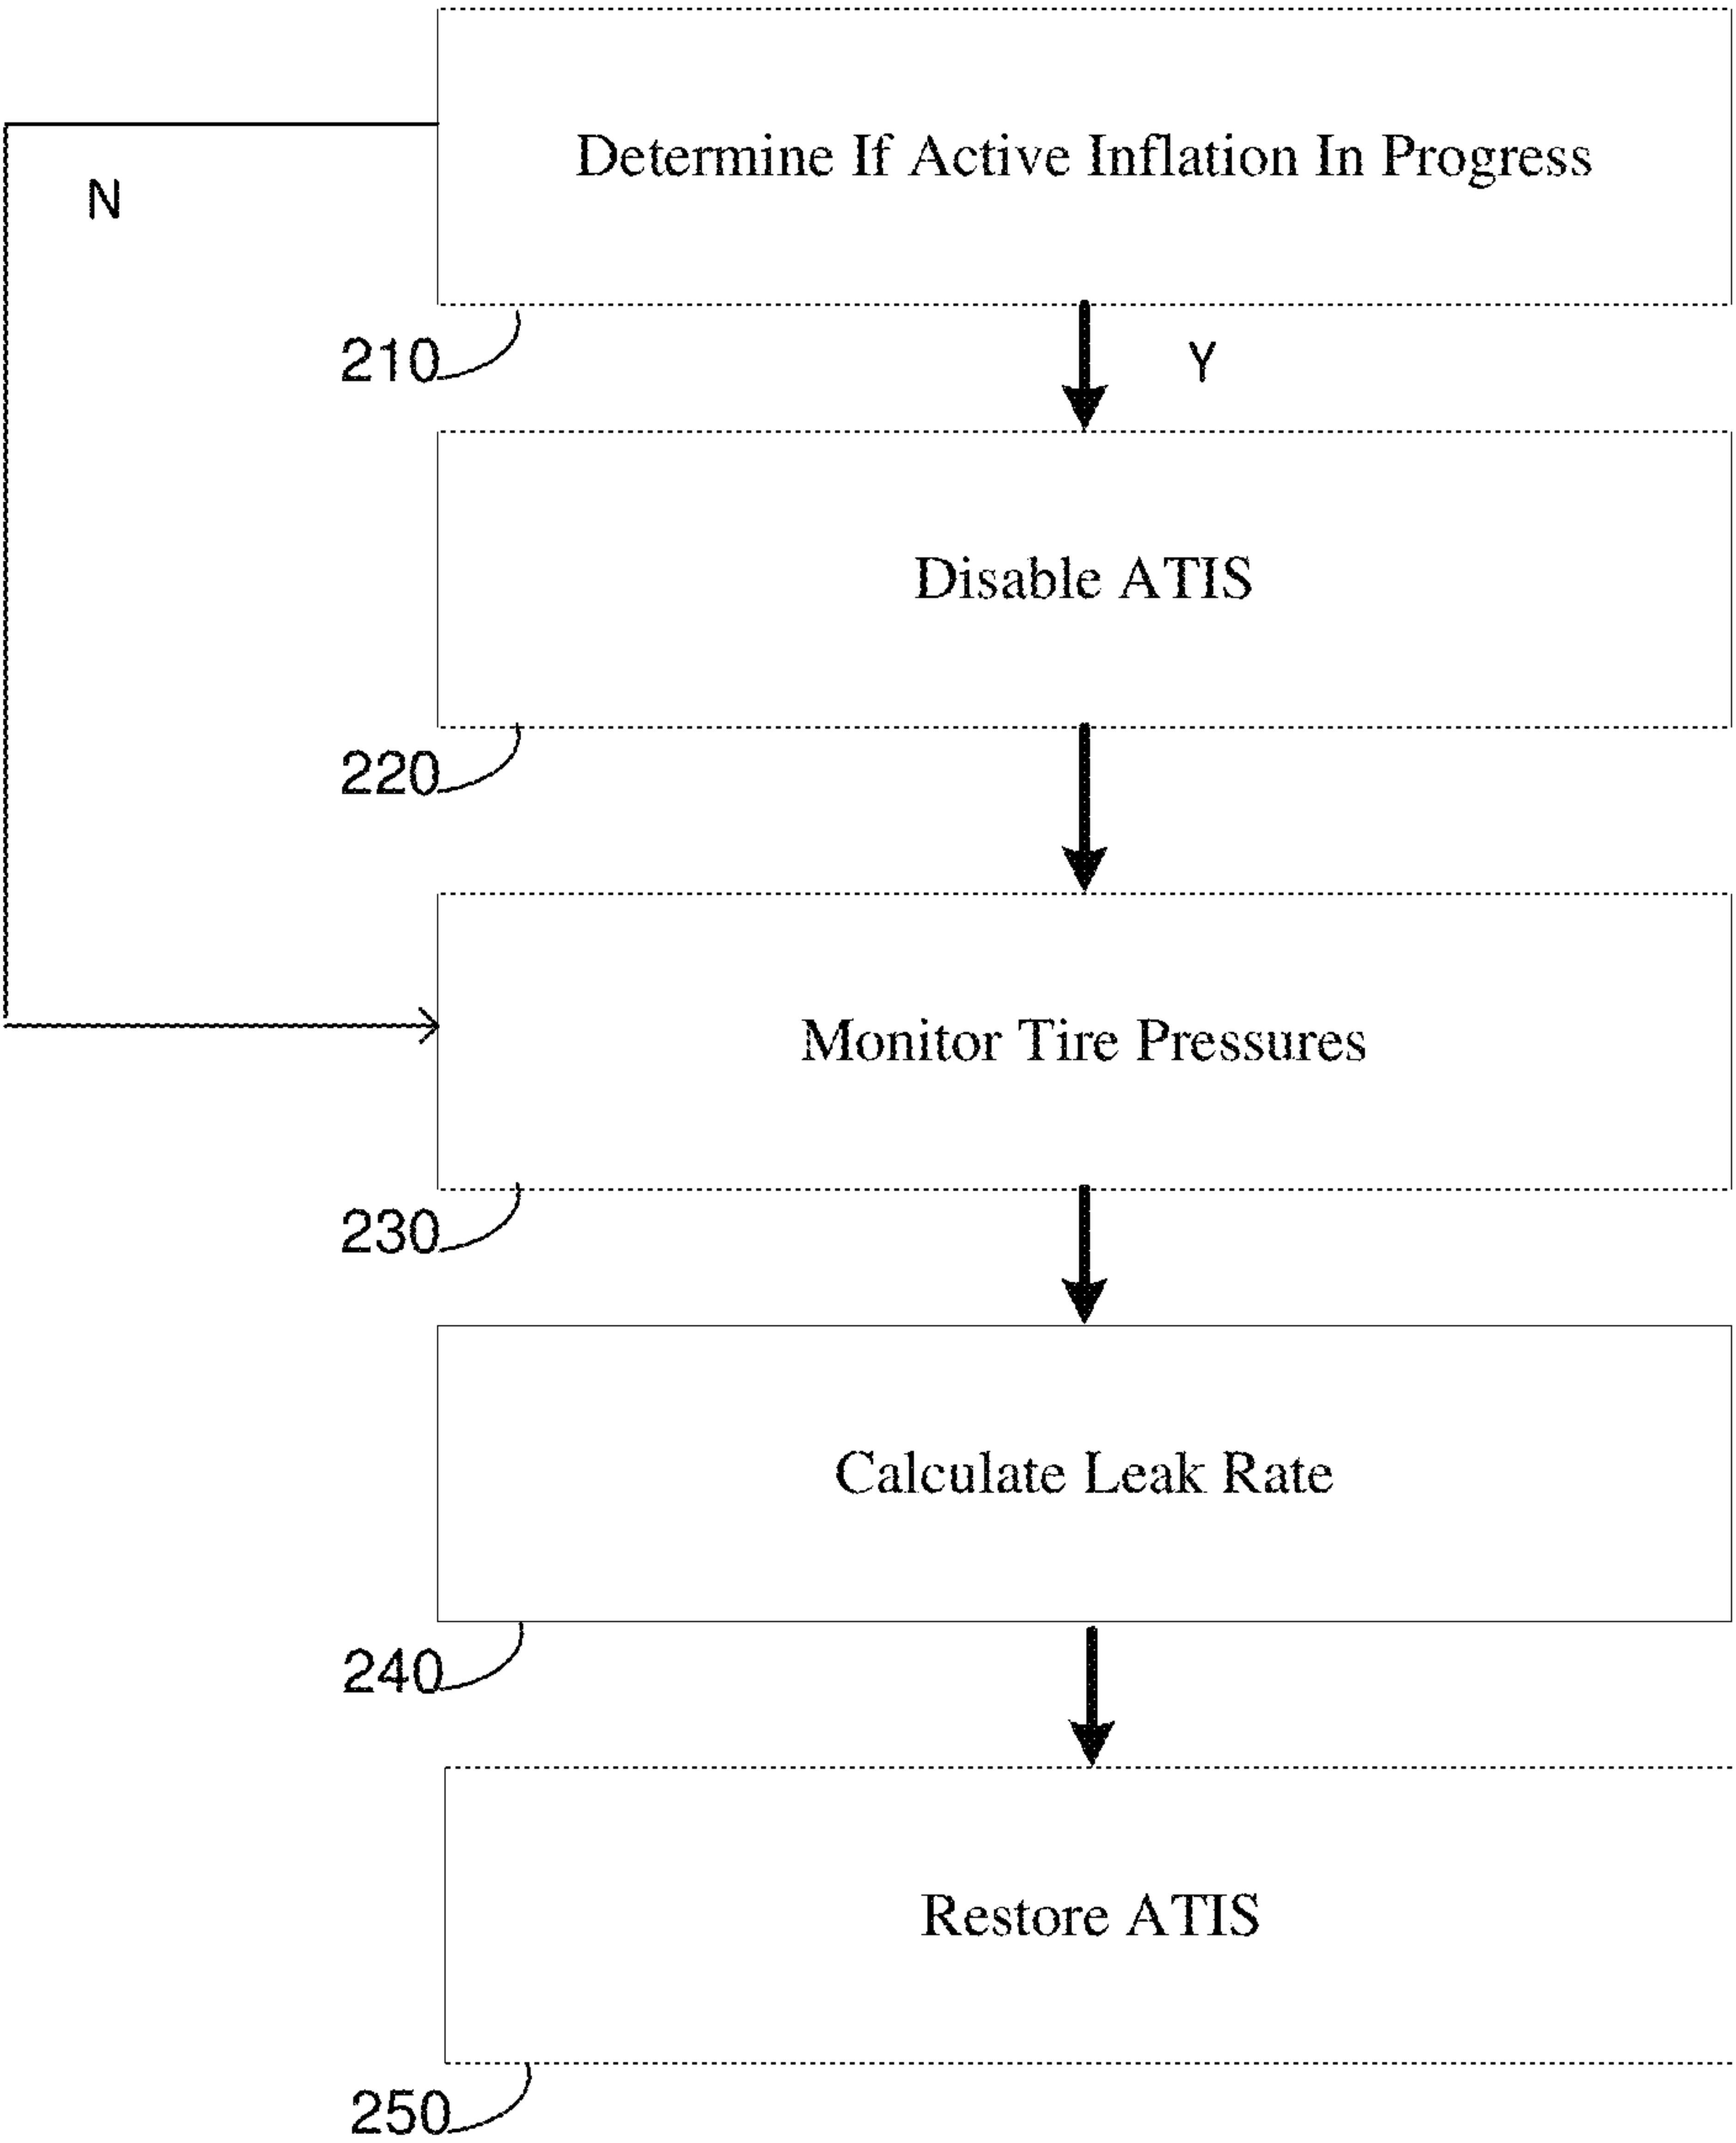 Determine If Active Inflation In Progress
N
210
Y
Disable ATIS
220
Monitor Tire Pressures
230
Calculate Leak Rate
240
Restore ATIS
250